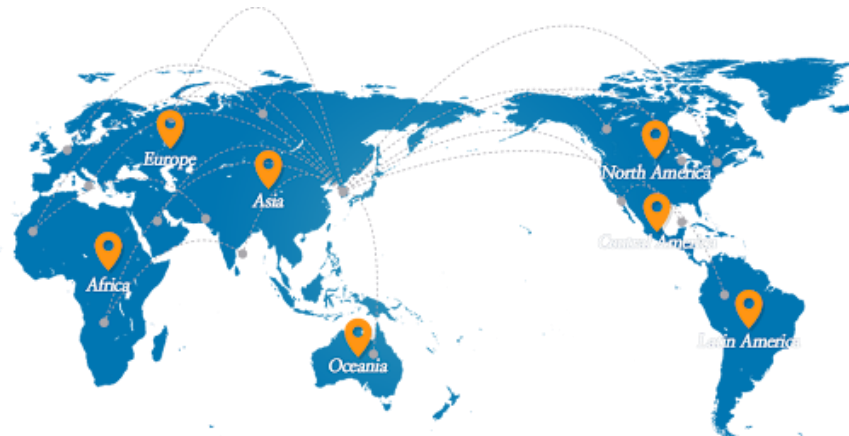 Europe
Asia
North America
Central America
Africa
Latin America
Oceania